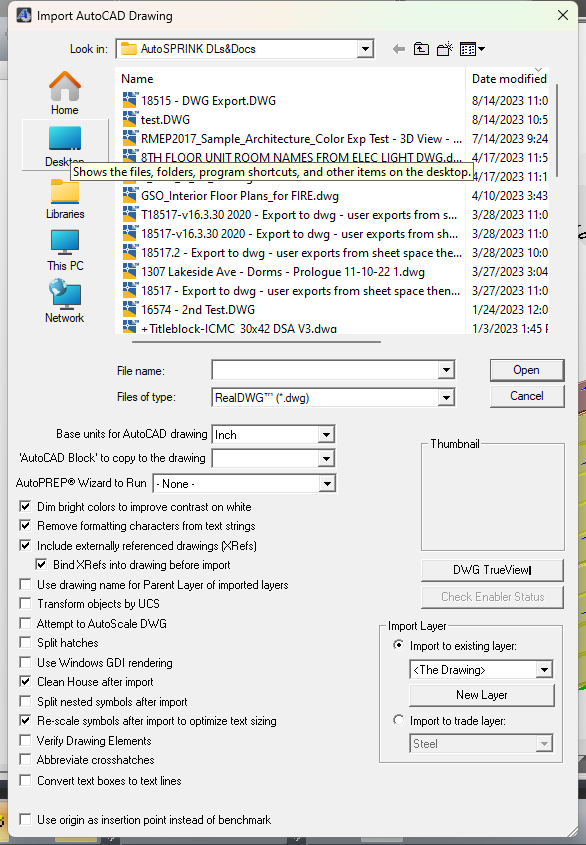 Import AutoCAD Drawing
Look in: AutoSPRINK DLs&Docs
Home
Desktop
Libraries
This PC
Network
Name Date modified
18515 - DWG Export.DWG 8/14/2023 11:0
test.DWG 8/14/2023 10:5
RMEP2017_Sample_Architecture_Color Exp Test - 3D View - ... 7/14/2023 9:24
8TH FLOOR UNIT ROOM NAMES FROM ELEC LIGHT DWG.d... 4/17/2023 11:5
Shows the files, folders, program shortcuts, and other items on the desktop.
4/17/2023 11:1
GSO_Interior Floor Plans_for FIRE.dwg 4/10/2023 3:43
T18517-v16.3.30 2020 - Export to dwg - user exports from s... 3/28/2023 11:0
18517-v16.3.30 2020 - Export to dwg - user exports from sh... 3/28/2023 11:0
18517.2 - Export to dwg - user exports from sheet space the... 3/28/2023 10:0
1307 Lakeside Ave - Dorms - Prologue 11-10-22 1.dwg 3/27/2023 3:04
18517 - Export to dwg - user exports from sheet space then... 3/27/2023 11:0
16574 - 2nd Test.DWG 1/24/2023 12:0
+Titleblock-ICMC 30x42 DSA V3.dwg 1/3/2023 1:45 P
File name:
Open
Files of type: RealDWG™ (*.dwg)
Cancel
Base units for AutoCAD drawing Inch
'AutoCAD Block' to copy to the drawing
AutoPREP® Wizard to Run - None -
Dim bright colors to improve contrast on white
Remove formatting characters from text strings
Include externally referenced drawings (XRefs)
Bind XRefs into drawing before import
Use drawing name for Parent Layer of imported layers
Transform objects by UCS
Attempt to AutoScale DWG
Split hatches
Use Windows GDI rendering
Clean House after import
Split nested symbols after import
Re-scale symbols after import to optimize text sizing
Verify Drawing Elements
Abbreviate crosshatches
Convert text boxes to text lines
Use origin as insertion point instead of benchmark
Thumbnail
DWG TrueView
Check Enabler Status
Import Layer
Import to existing layer:
<The Drawing>
New Layer
Import to trade layer:
Steel